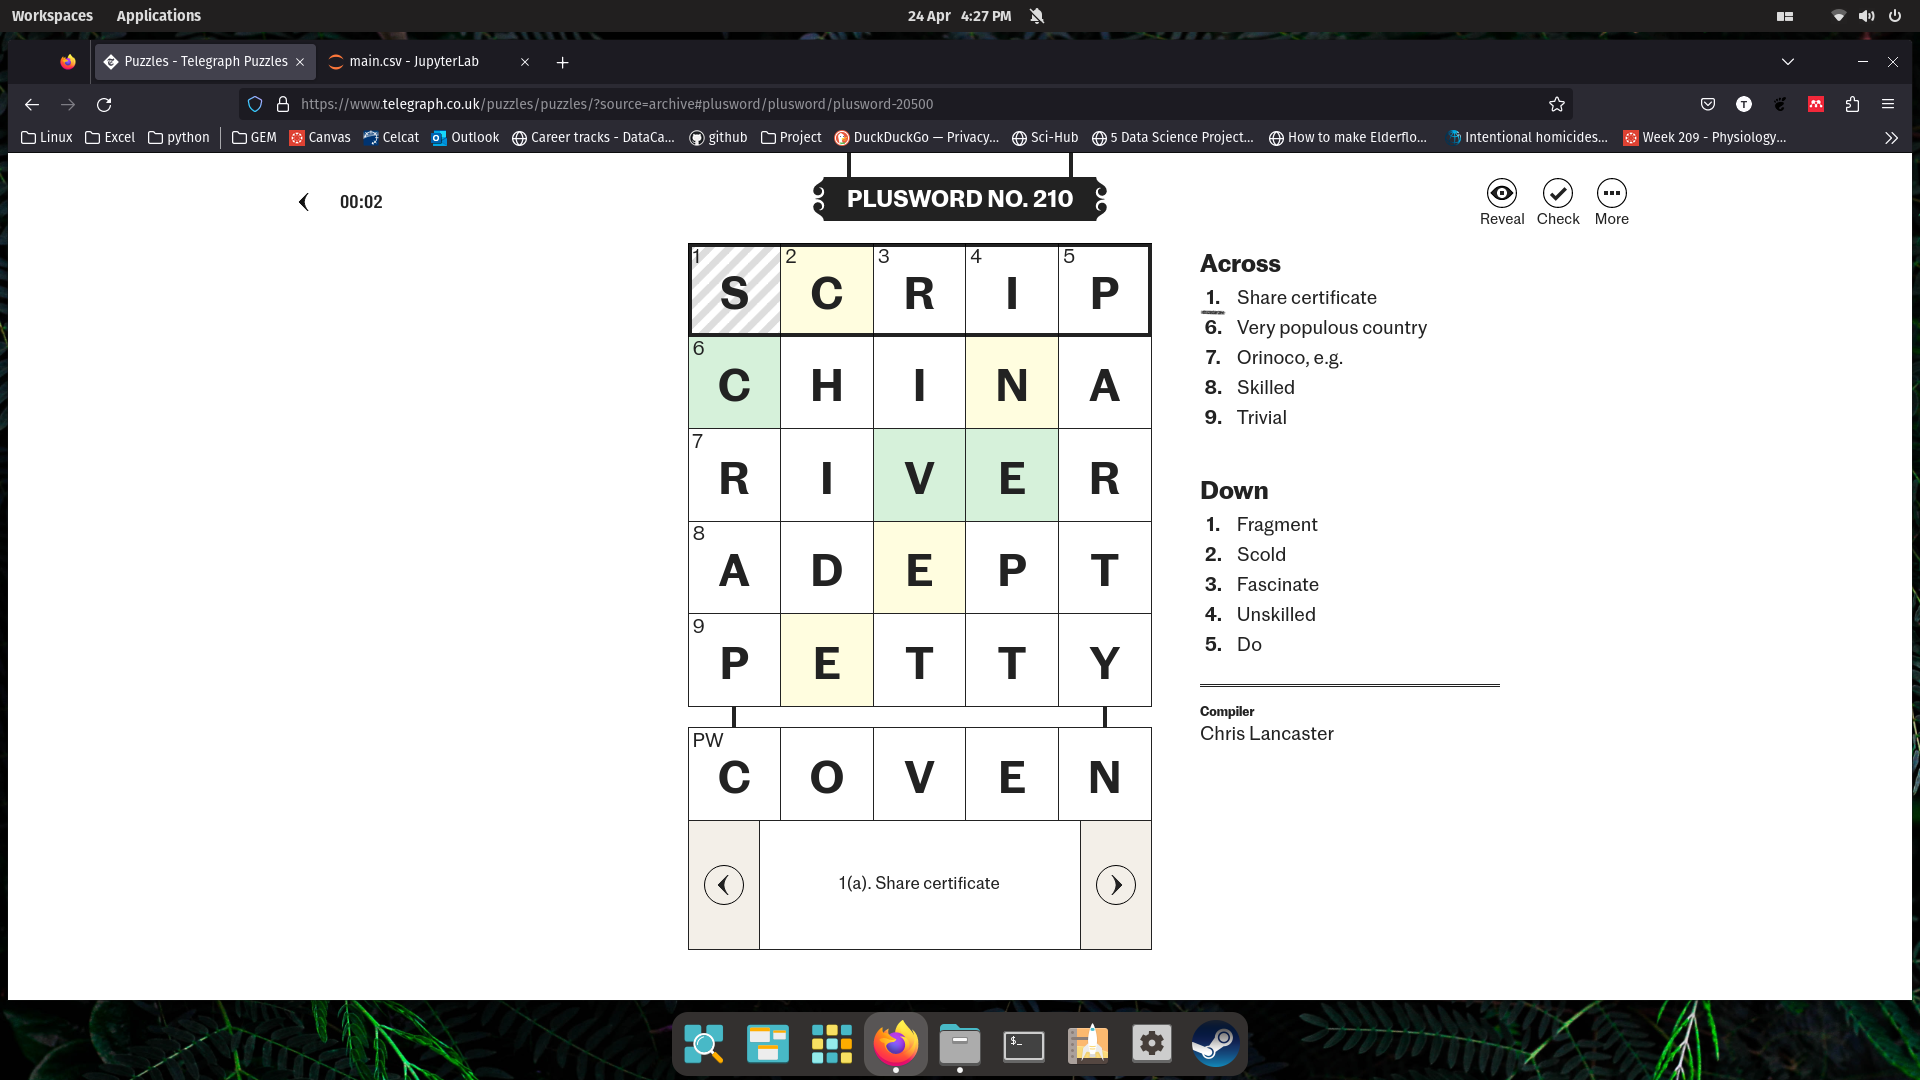 Workspaces Applications 24 Apr 4:27 PM
Puzzles - Telegraph Puzzles main.csv - JupyterLab
https://www.telegraph.co.uk/puzzles/puzzles/?source=archive#plusword/plusword/plusword-20500
Linux Excel python GEM Canvas Celcat Outlook Career tracks - DataCa... github Project DuckDuckGo — Privacy... Sci-Hub 5 Data Science Project... How to make Elderflo... Intentional homicides... Week 209 - Physiology...
00:02
PLUSWORD NO. 210
Reveal Check More
1 S 2 C 3 R 4 I 5 P
6 C H I N A
7 R I V E R
8 A D E P T
9 P E T T Y
PW C O V E N
1(a). Share certificate
Across
1. Share certificate
6. Very populous country
7. Orinoco, e.g.
8. Skilled
9. Trivial
Down
1. Fragment
2. Scold
3. Fascinate
4. Unskilled
5. Do
Compiler
Chris Lancaster